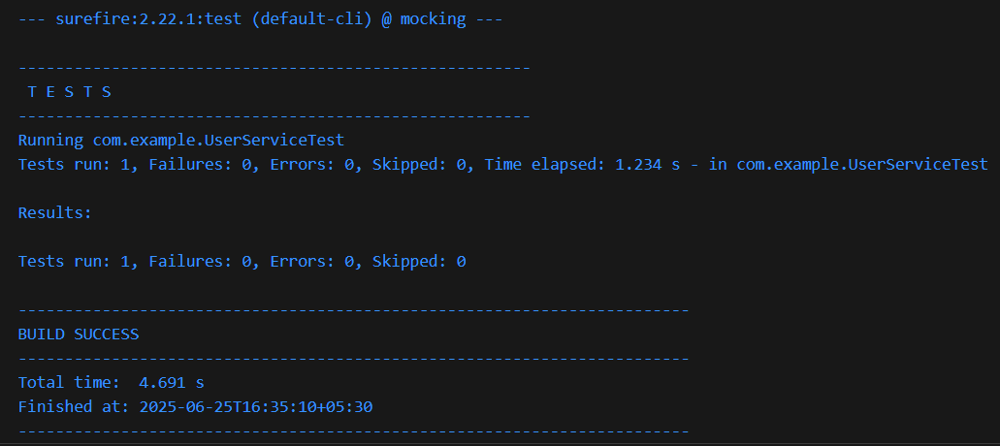 --- surefire:2.22.1:test (default-cli) @ mocking ---
-------------------------------------------------------
T E S T S
-------------------------------------------------------
Running com.example.UserServiceTest
Tests run: 1, Failures: 0, Errors: 0, Skipped: 0, Time elapsed: 1.234 s - in com.example.UserServiceTest
Results:
Tests run: 1, Failures: 0, Errors: 0, Skipped: 0
------------------------------------------------------------------------
BUILD SUCCESS
------------------------------------------------------------------------
Total time:  4.691 s
Finished at: 2025-06-25T16:35:10+05:30
------------------------------------------------------------------------